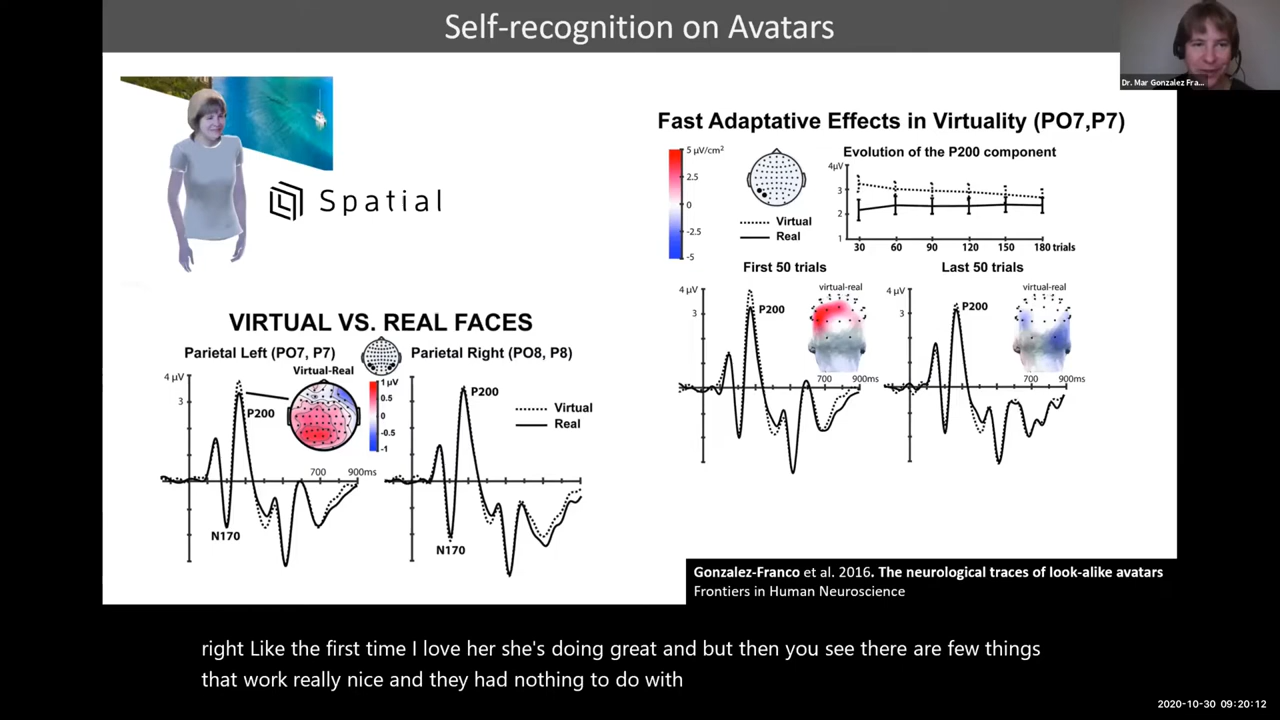 Self-recognition on Avatars
Dr. Mar Gonzalez Fra...
Spatial
Fast Adaptative Effects in Virtuality (PO7,P7)
5 µV/cm²
2.5
0
-2.5
-5
Virtual
Real
Evolution of the P200 component
4µV
3
2
1
30 60 90 120 150 180 trials
First 50 trials
4 µV
3
P200
virtual-real
700 900ms
Last 50 trials
4 µV
3
P200
virtual-real
700 900ms
VIRTUAL VS. REAL FACES
Parietal Left (PO7, P7)
Parietal Right (PO8, P8)
Virtual-Real
4 µV
3
P200
1 µV
0.5
0
-0.5
-1
700 900ms
N170
P200
N170
Virtual
Real
Gonzalez-Franco et al. 2016. The neurological traces of look-alike avatars
Frontiers in Human Neuroscience
right Like the first time I love her she's doing great and but then you see there are few things
that work really nice and they had nothing to do with
2020-10-30 09:20:12